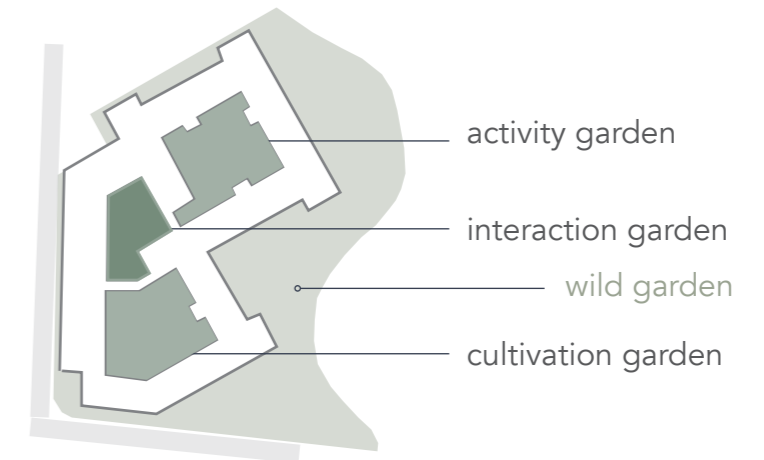 activity garden
interaction garden
wild garden
cultivation garden